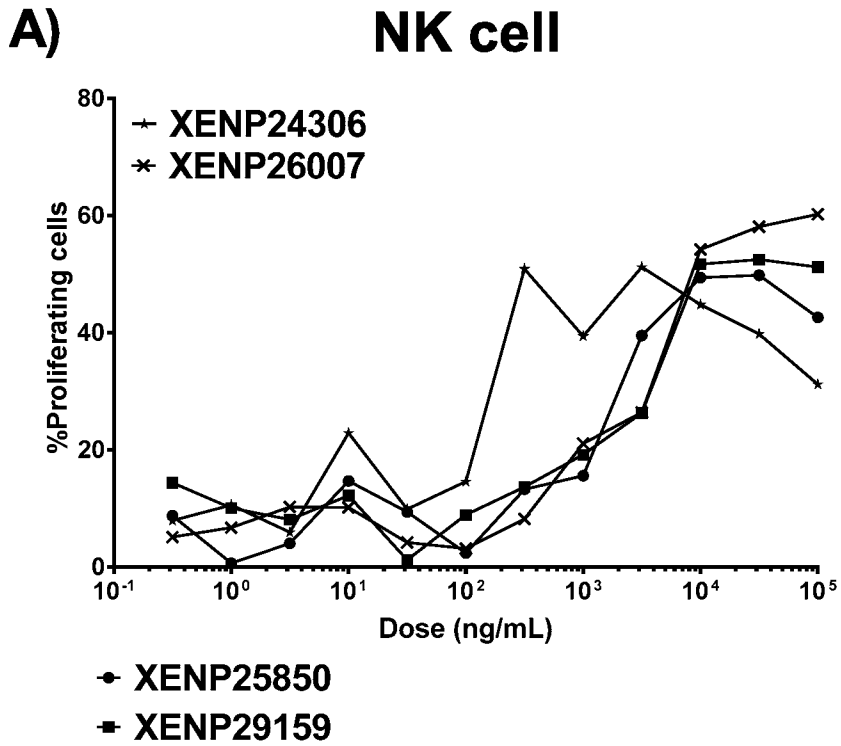 A)
NK cell
XENP24306
XENP26007
%Proliferating cells
80
60
40
20
0
10-1 100 101 102 103 104 105
Dose (ng/mL)
XENP25850
XENP29159